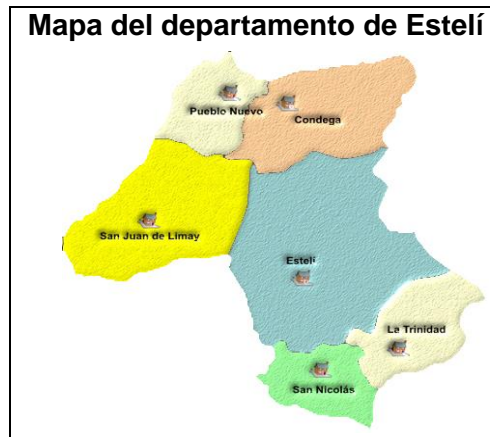 Mapa del departamento de Estelí
Pueblo Nuevo
Condega
San Juan de Limay
Estelí
La Trinidad
San Nicolás